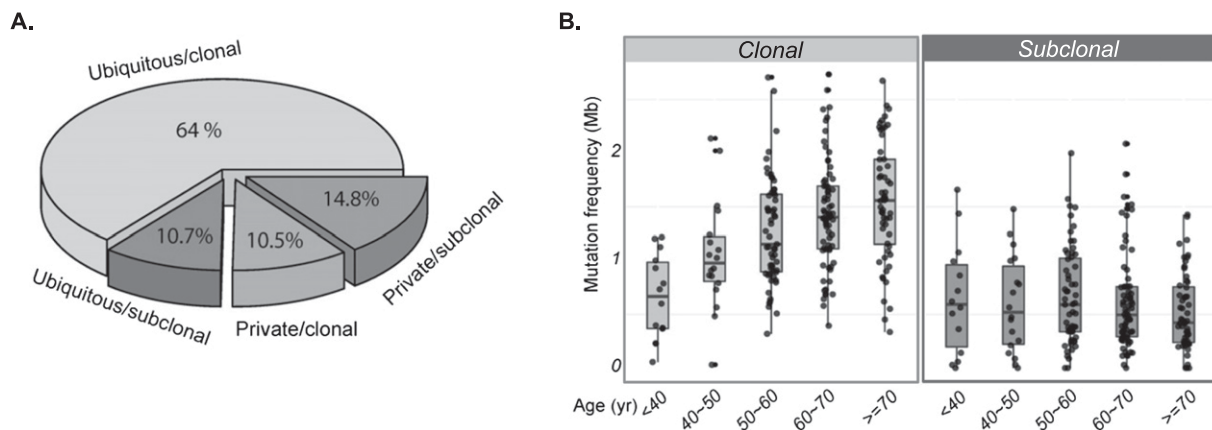 A.
Ubiquitous/clonal
64 %
14.8%
10.7%
10.5%
Private/subclonal
Ubiquitous/subclonal
Private/clonal
B.
Clonal
Subclonal
Mutation frequency (Mb)
2
1
0
Age (yr)
<40
40~50
50~60
60~70
>=70
<40
40~50
50~60
60~70
>=70